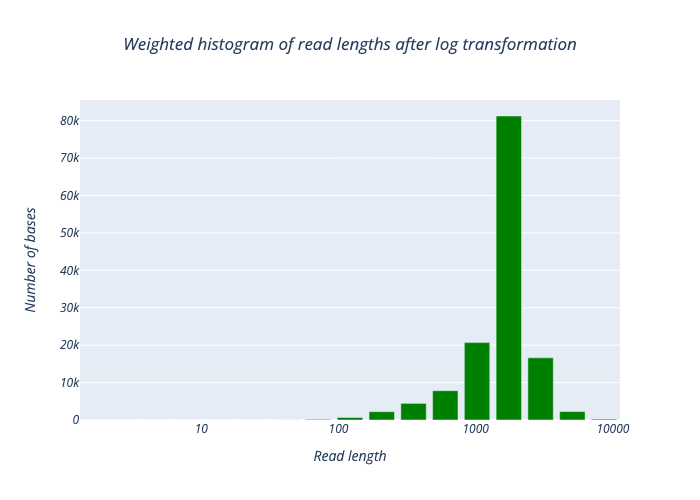 Weighted histogram of read lengths after log transformation
Number of bases
80k
70k
60k
50k
40k
30k
20k
10k
0
10 100 1000 10000
Read length